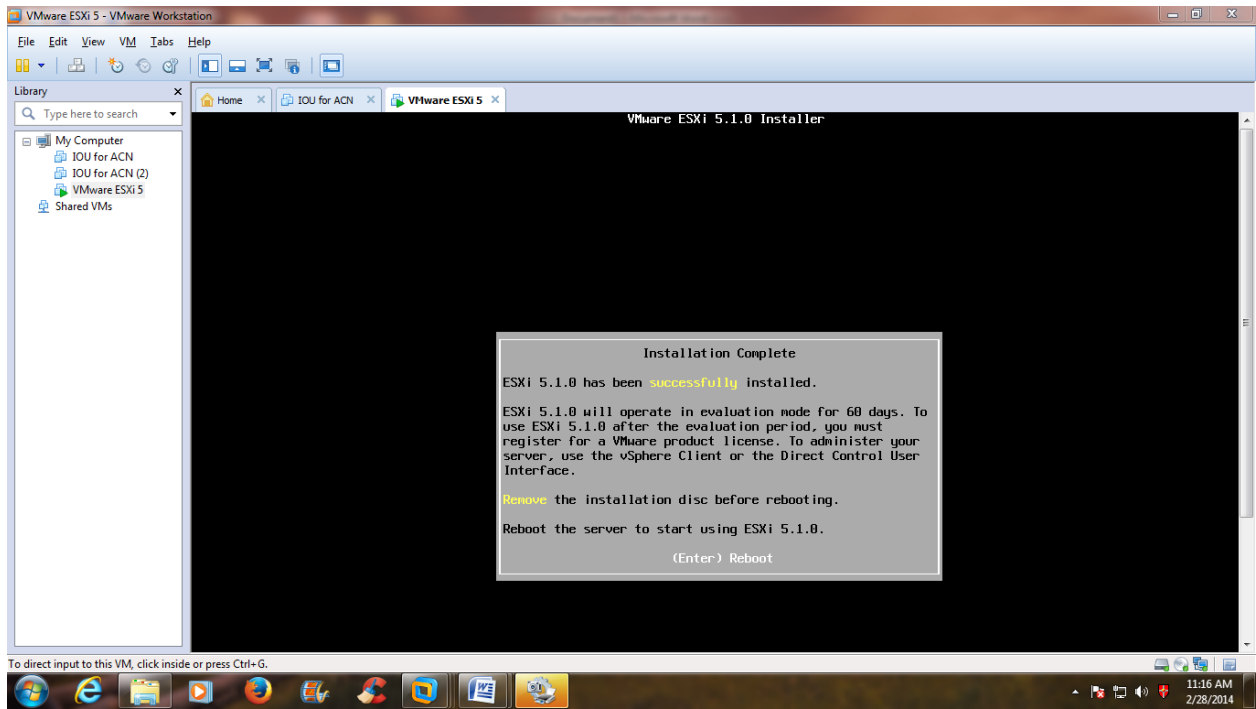 VMware ESXi 5 - VMware Workstation
File Edit View VM Tabs Help
Library
Type here to search
My Computer
IOU for ACN
IOU for ACN (2)
VMware ESXi 5
Shared VMs
Home
IOU for ACN
VMware ESXi 5
VMware ESXi 5.1.0 Installer
Installation Complete
ESXi 5.1.0 has been successfully installed.
ESXi 5.1.0 will operate in evaluation mode for 60 days. To
use ESXi 5.1.0 after the evaluation period, you must
register for a VMware product license. To administer your
server, use the vSphere Client or the Direct Control User
Interface.
Remove the installation disc before rebooting.
Reboot the server to start using ESXi 5.1.0.
(Enter) Reboot
To direct input to this VM, click inside or press Ctrl+G.
11:16 AM
2/28/2014